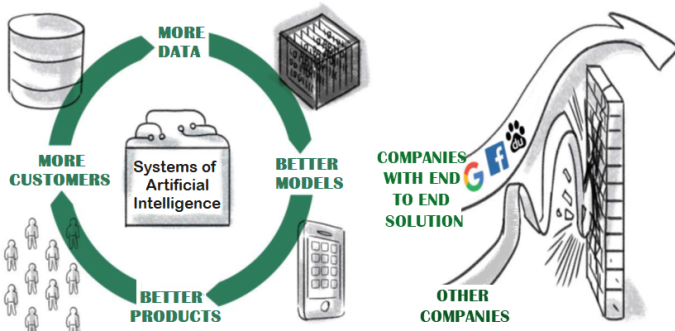 MORE
DATA
Systems of
Artificial
Intelligence
MORE
CUSTOMERS
BETTER
MODELS
BETTER
PRODUCTS
COMPANIES
WITH END
TO END
SOLUTION
G
f
du
OTHER
COMPANIES